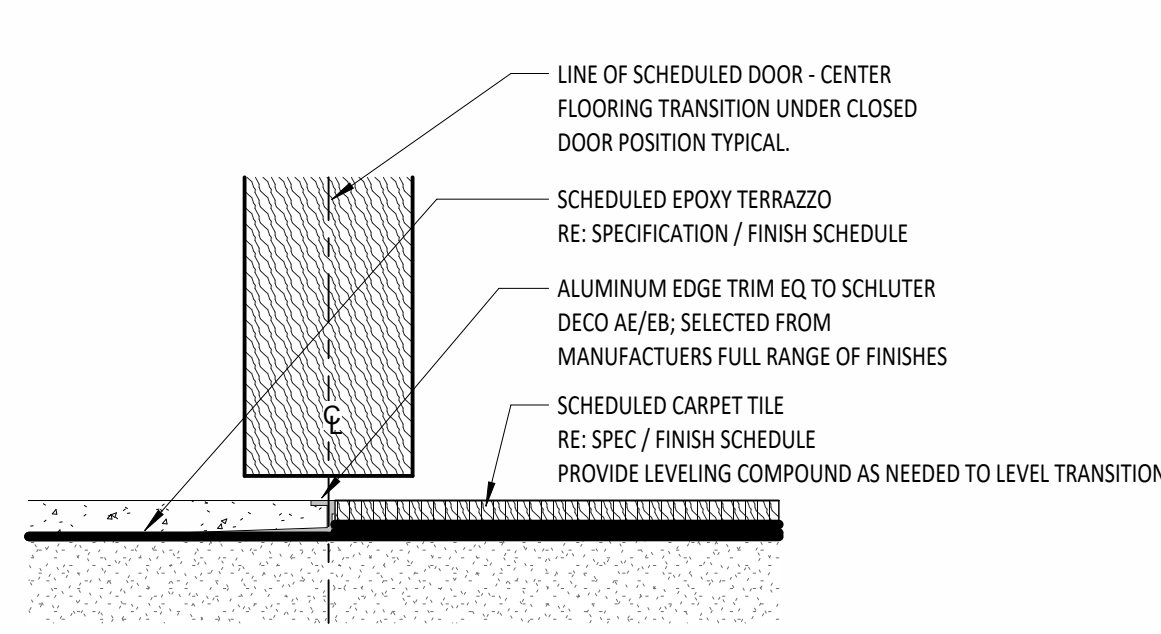 LINE OF SCHEDULED DOOR - CENTER
FLOORING TRANSITION UNDER CLOSED
DOOR POSITION TYPICAL.
SCHEDULED EPOXY TERRAZZO
RE: SPECIFICATION / FINISH SCHEDULE
ALUMINUM EDGE TRIM EQ TO SCHLUTER
DECO AE/EB; SELECTED FROM
MANUFACTUERS FULL RANGE OF FINISHES
SCHEDULED CARPET TILE
RE: SPEC / FINISH SCHEDULE
PROVIDE LEVELING COMPOUND AS NEEDED TO LEVEL TRANSITION
CL